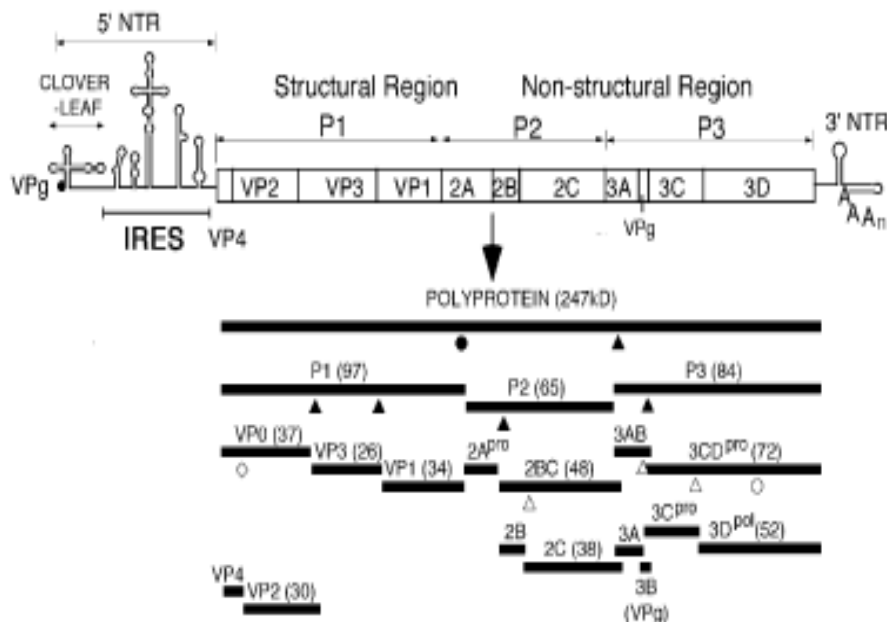 5' NTR
CLOVER
-LEAF
Structural Region
Non-structural Region
P1
P2
P3
3' NTR
VPg
VP2
VP3
VP1
2A
2B
2C
3A
3C
3D
A
AAn
IRES
VP4
VPg
POLYPROTEIN (247kD)
P1 (97)
P2 (65)
P3 (84)
VP0 (37)
VP3 (26)
VP1 (34)
2Apro
2BC (48)
3AB
3CDpro (72)
2B
2C (38)
3A
3Cpro
3Dpol (52)
3B
(VPg)
VP4
VP2 (30)